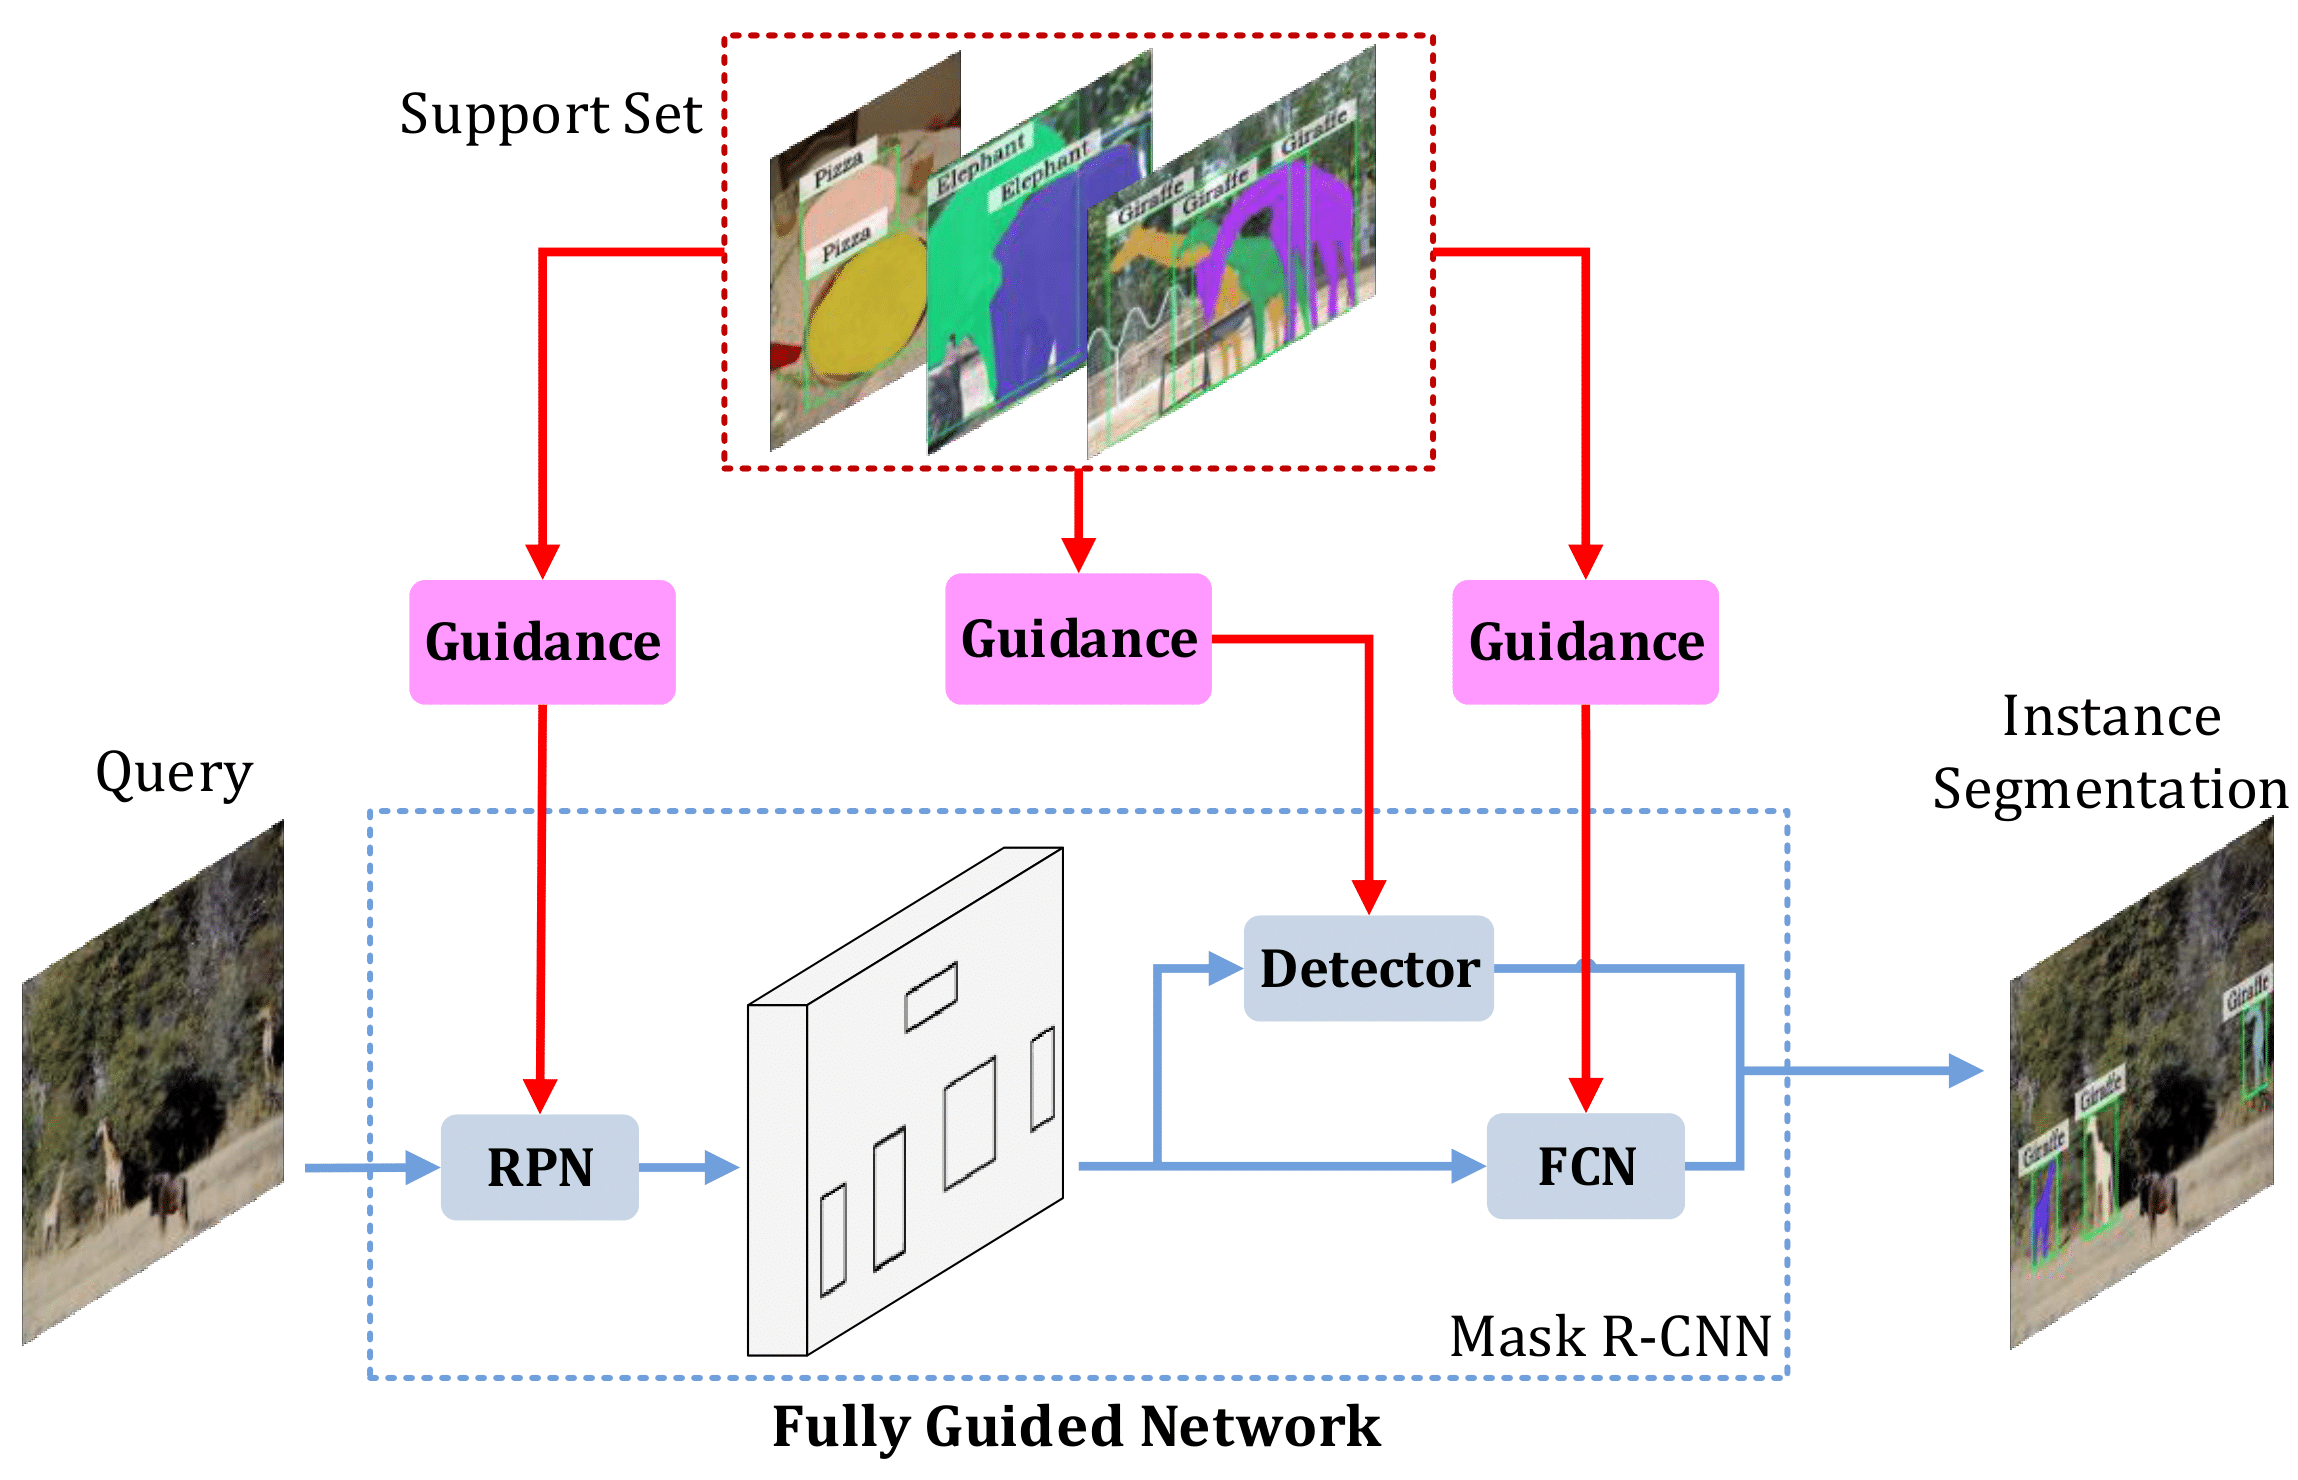 Support Set
Pizza
Pizza
Elephant
Elephant
Giraffe
Giraffe
Giraffe
Guidance
Guidance
Guidance
Query
Instance
Segmentation
Detector
RPN
FCN
Giraffe
Giraffe
Giraffe
Mask R-CNN
Fully Guided Network